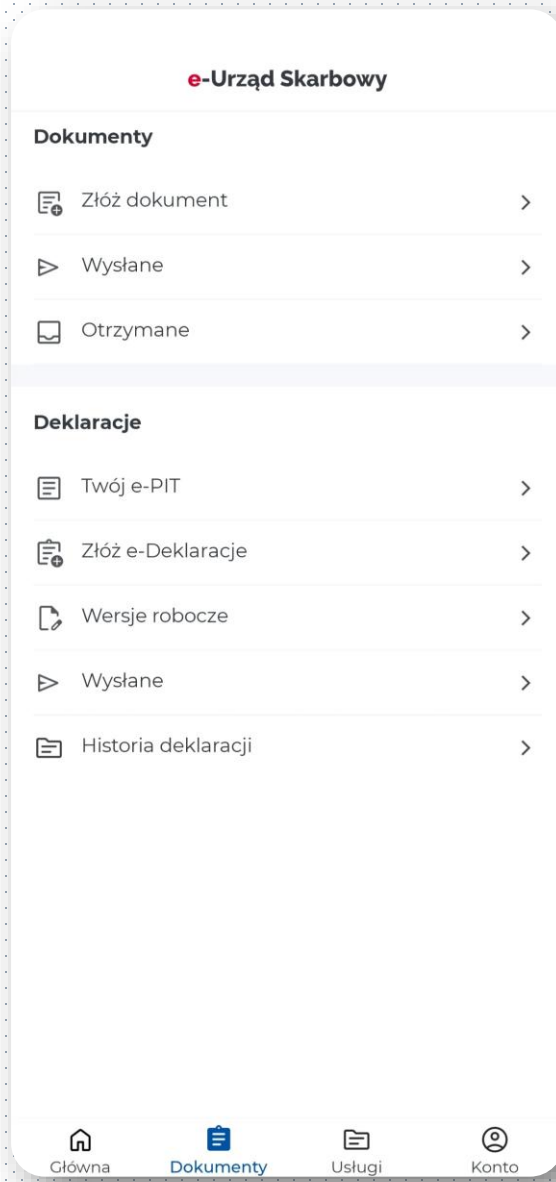 e-Urząd Skarbowy
Dokumenty
Złóż dokument
Wysłane
Otrzymane
Deklaracje
Twój e-PIT
Złóż e-Deklaracje
Wersje robocze
Wysłane
Historia deklaracji
Główna Dokumenty Usługi Konto